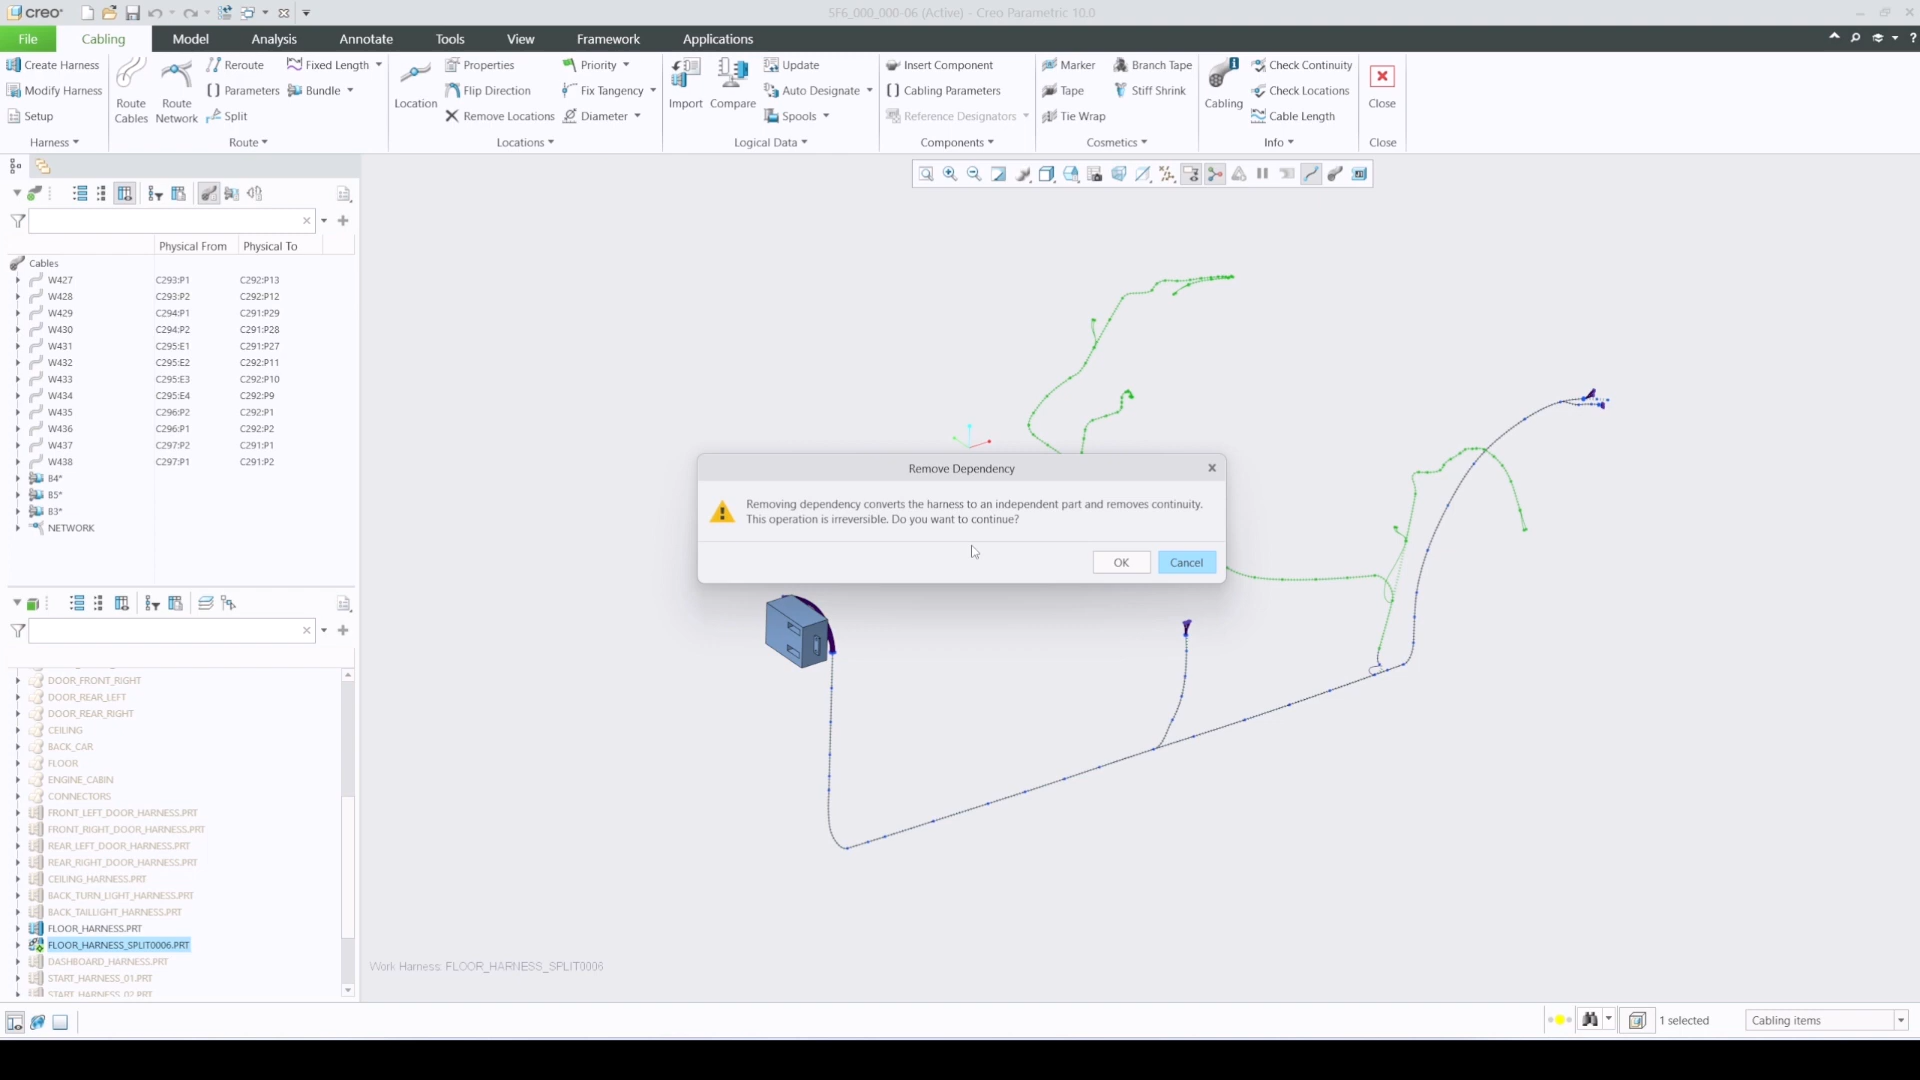 creo
SF6_000_000-06 (Active) - Creo Parametric 10.0
File
Cabling
Model
Analysis
Annotate
Tools
View
Framework
Applications
?
Create Harness
Modify Harness
Setup
Harness
Route Cables
Route Network
Reroute
Parameters
Split
Fixed Length
Bundle
Route
Location
Properties
Flip Direction
Remove Locations
Priority
Fix Tangency
Diameter
Locations
Import
Compare
Update
Auto Designate
Spools
Logical Data
Insert Component
Cabling Parameters
Reference Designators
Components
Marker
Tape
Tie Wrap
Branch Tape
Stiff Shrink
Cosmetics
Cabling
Check Continuity
Check Locations
Cable Length
Info
Close
Close
Physical From Physical To
Cables
W427 C293:P1 C292:P13
W428 C293:P2 C292:P12
W429 C294:P1 C291:P29
W430 C294:P2 C291:P28
W431 C295:E1 C291:P27
W432 C295:E2 C292:P11
W433 C295:E3 C292:P10
W434 C295:E4 C292:P9
W435 C296:P2 C292:P1
W436 C296:P1 C292:P2
W437 C297:P2 C291:P1
W438 C297:P1 C291:P2
B4*
B5*
B3*
NETWORK
DOOR_FRONT_RIGHT
DOOR_REAR_LEFT
DOOR_REAR_RIGHT
CEILING
BACK_CAR
FLOOR
ENGINE_CABIN
CONNECTORS
FRONT_LEFT_DOOR_HARNESS.PRT
FRONT_RIGHT_DOOR_HARNESS.PRT
REAR_LEFT_DOOR_HARNESS.PRT
REAR_RIGHT_DOOR_HARNESS.PRT
CEILING_HARNESS.PRT
BACK_TURN_LIGHT_HARNESS.PRT
BACK_TAILLIGHT_HARNESS.PRT
FLOOR_HARNESS.PRT
FLOOR_HARNESS_SPLIT0006.PRT
DASHBOARD_HARNESS.PRT
START_HARNESS_01.PRT
START_HARNESS_02.PRT
Remove Dependency
Removing dependency converts the harness to an independent part and removes continuity.
This operation is irreversible. Do you want to continue?
OK
Cancel
Work Harness: FLOOR_HARNESS_SPLIT0006
1 selected
Cabling items